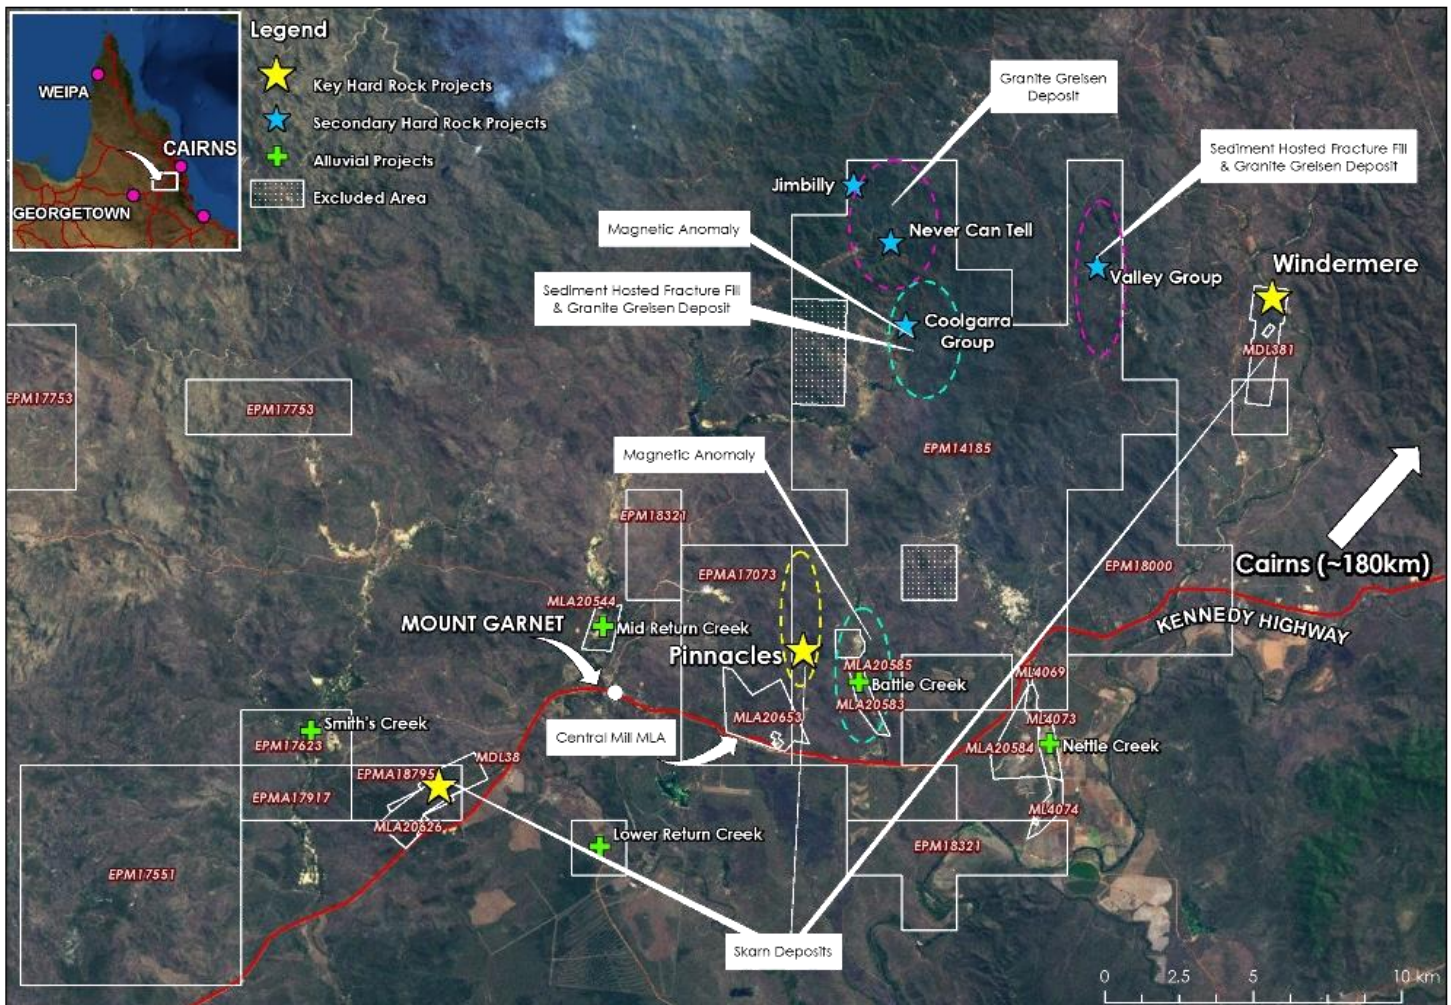 WEIPA
CAIRNS
GEORGETOWN
Legend
Key Hard Rock Projects
Secondary Hard Rock Projects
Alluvial Projects
Excluded Area
Granite Greisen
Deposit
Sediment Hosted Fracture Fill
& Granite Greisen Deposit
Jimbilly
Magnetic Anomaly
Never Can Tell
Valley Group
Windermere
Sediment Hosted Fracture Fill
& Granite Greisen Deposit
Coolgarra
Group
MDL381
EPM17753
EPM17753
Magnetic Anomaly
EPM14185
EPM18321
EPMA17073
EPM18000
Cairns (~180km)
MLA20544
MOUNT GARNET
Mid Return Creek
KENNEDY HIGHWAY
Pinnacles
MLA20585
Battle Creek
MLA20583
ML4069
MLA20653
ML4073
Smith's Creek
EPM17623
Central Mill MLA
MLA20584
Nettle Creek
MDL38
EPMA18795
EPMA17917
MLA20626
ML4074
Lower Return Creek
EPM18321
EPM17551
Skarn Deposits
0 2.5 5 10 km